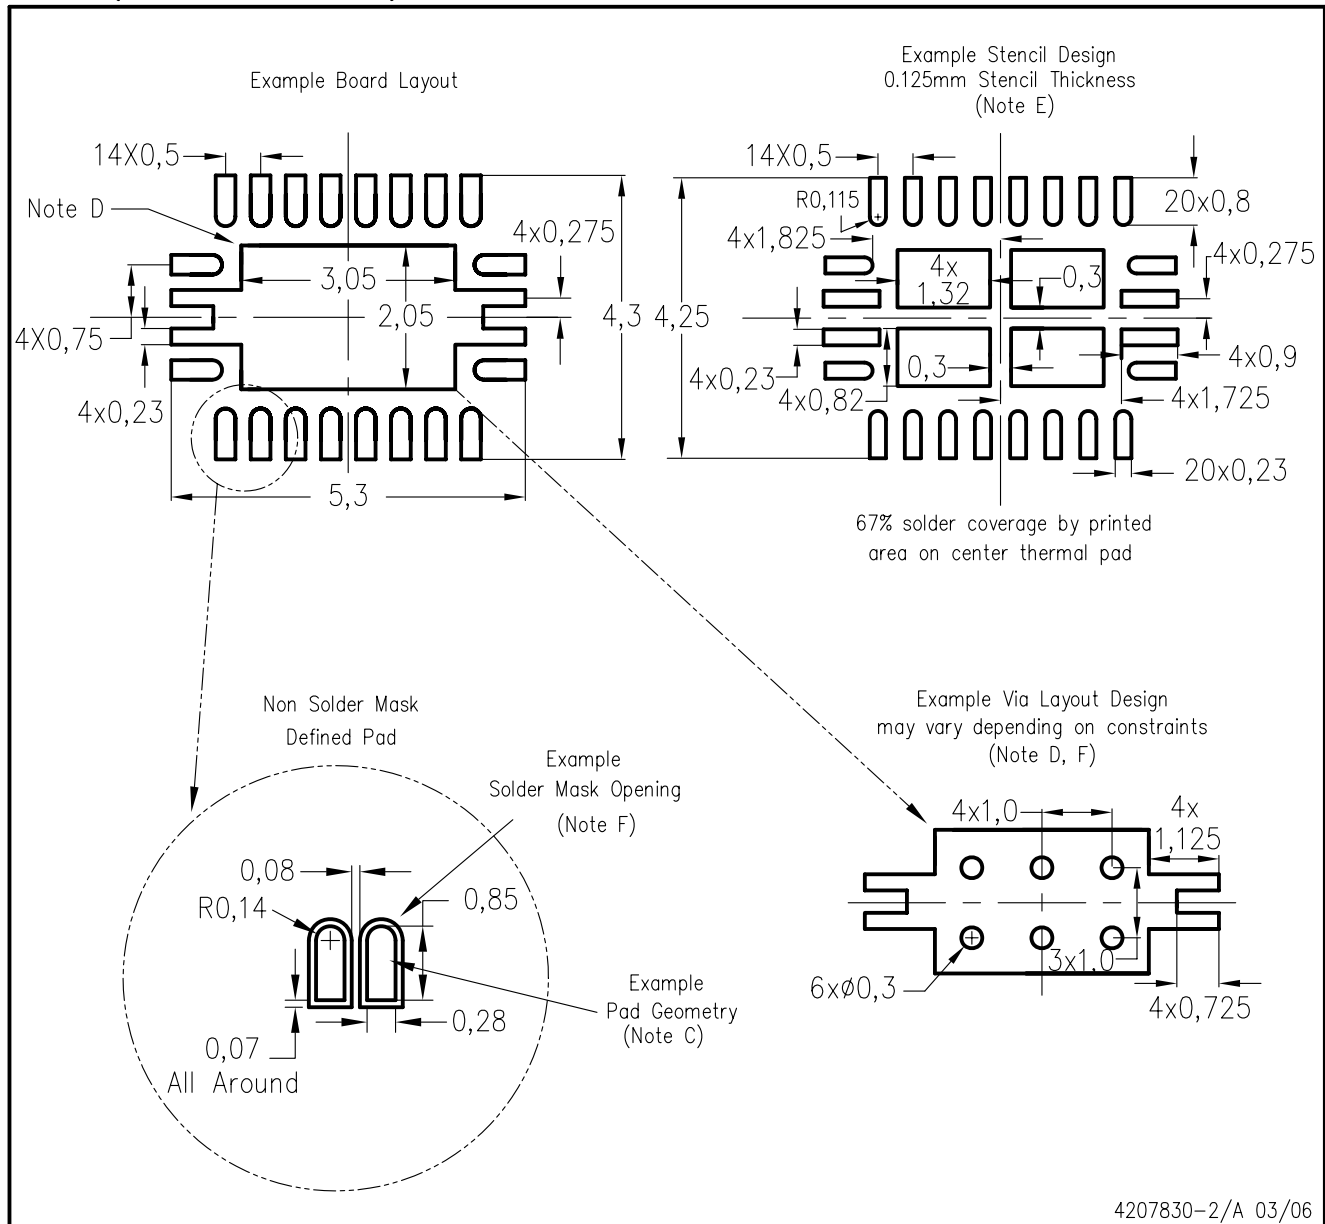 Example Board Layout
14X0,5
Note D
3,05
2,05
4x0,275
4,3
4X0,75
4x0,23
5,3
Example Stencil Design
0.125mm Stencil Thickness
(Note E)
14X0,5
R0,115
4x1,825
20x0,8
4x0,275
4x
1,32
0,3
4,25
4x0,23
4x0,82
0,3
4x0,9
4x1,725
20x0,23
67% solder coverage by printed
area on center thermal pad
Non Solder Mask
Defined Pad
Example
Solder Mask Opening
(Note F)
0,08
R0,14
0,85
0,28
0,07
All Around
Example
Pad Geometry
(Note C)
Example Via Layout Design
may vary depending on constraints
(Note D, F)
4x1,0
4x
1,125
3x1,0
6xø0,3
4x0,725
4207830-2/A 03/06